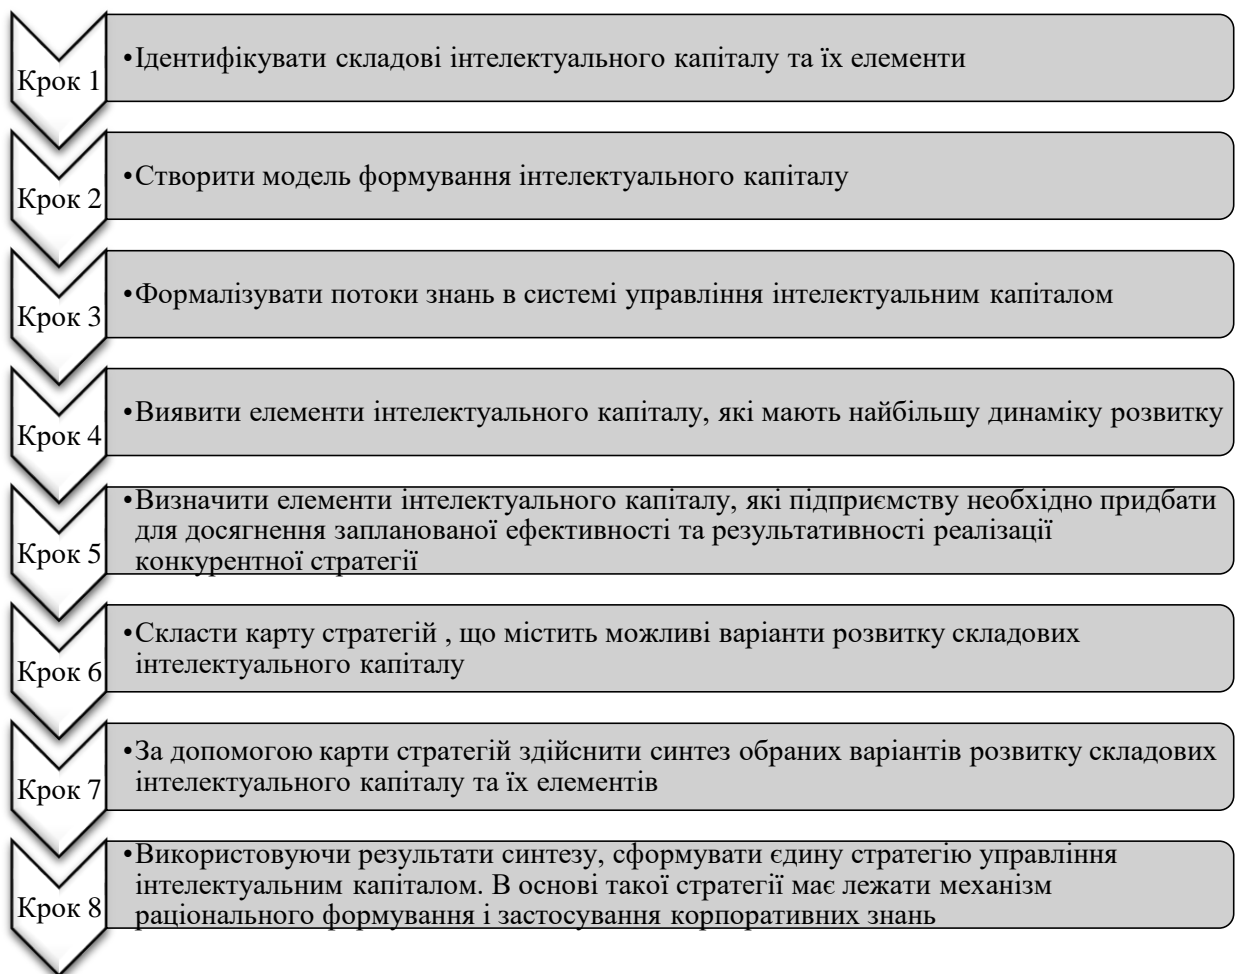 Крок 1
•Ідентифікувати складові інтелектуального капіталу та їх елементи
Крок 2
•Створити модель формування інтелектуального капіталу
Крок 3
•Формалізувати потоки знань в системі управління інтелектуальним капіталом
Крок 4
•Виявити елементи інтелектуального капіталу, які мають найбільшу динаміку розвитку
Крок 5
•Визначити елементи інтелектуального капіталу, які підприємству необхідно придбати
для досягнення запланованої ефективності та результативності реалізації
конкурентної стратегії
Крок 6
•Скласти карту стратегій , що містить можливі варіанти розвитку складових
інтелектуального капіталу
Крок 7
•За допомогою карти стратегій здійснити синтез обраних варіантів розвитку складових
інтелектуального капіталу та їх елементів
Крок 8
•Використовуючи результати синтезу, сформувати єдину стратегію управління
інтелектуальним капіталом. В основі такої стратегії має лежати механізм
раціонального формування і застосування корпоративних знань